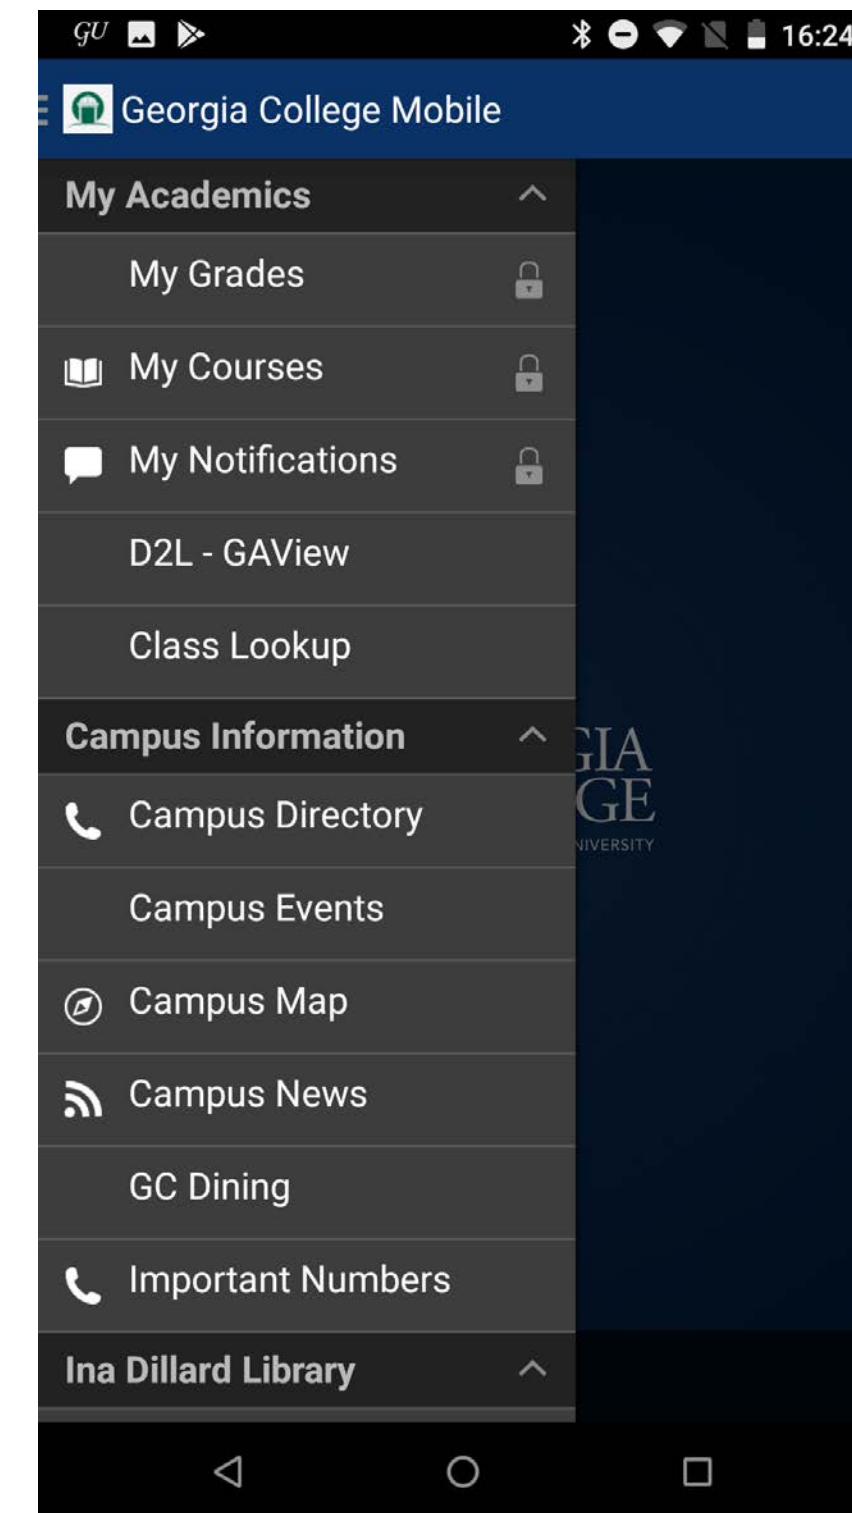 GU 16:24
Georgia College Mobile
My Academics
My Grades
My Courses
My Notifications
D2L - GAView
Class Lookup
Campus Information
GIA
Campus Directory
GE
NIVERSITY
Campus Events
Campus Map
Campus News
GC Dining
Important Numbers
Ina Dillard Library